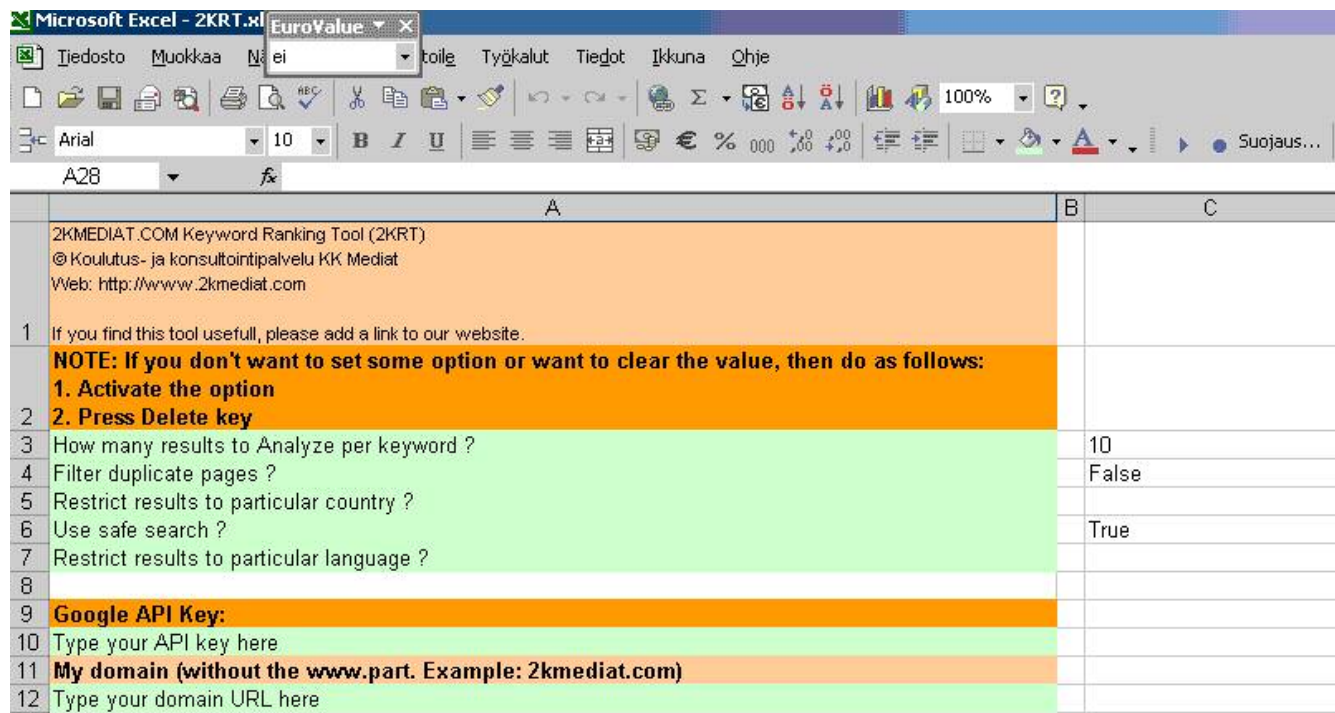 Microsoft Excel - 2KRT.xl
EuroValue
ei
Tiedosto Muokkaa Nä toile Työkalut Tiedot Ikkuna Ohje
100%
Arial 10 B I U % 000 Suojaus...
A28 fx
A B C
2KMEDIAT.COM Keyword Ranking Tool (2KRT)
© Koulutus- ja konsultointipalvelu KK Mediat
Web: http://www.2kmediat.com
1 If you find this tool usefull, please add a link to our website.
NOTE: If you don't want to set some option or want to clear the value, then do as follows:
1. Activate the option
2 2. Press Delete key
3 How many results to Analyze per keyword ? 10
4 Filter duplicate pages ? False
5 Restrict results to particular country ?
6 Use safe search ? True
7 Restrict results to particular language ?
8
9 Google API Key:
10 Type your API key here
11 My domain (without the www.part. Example: 2kmediat.com)
12 Type your domain URL here